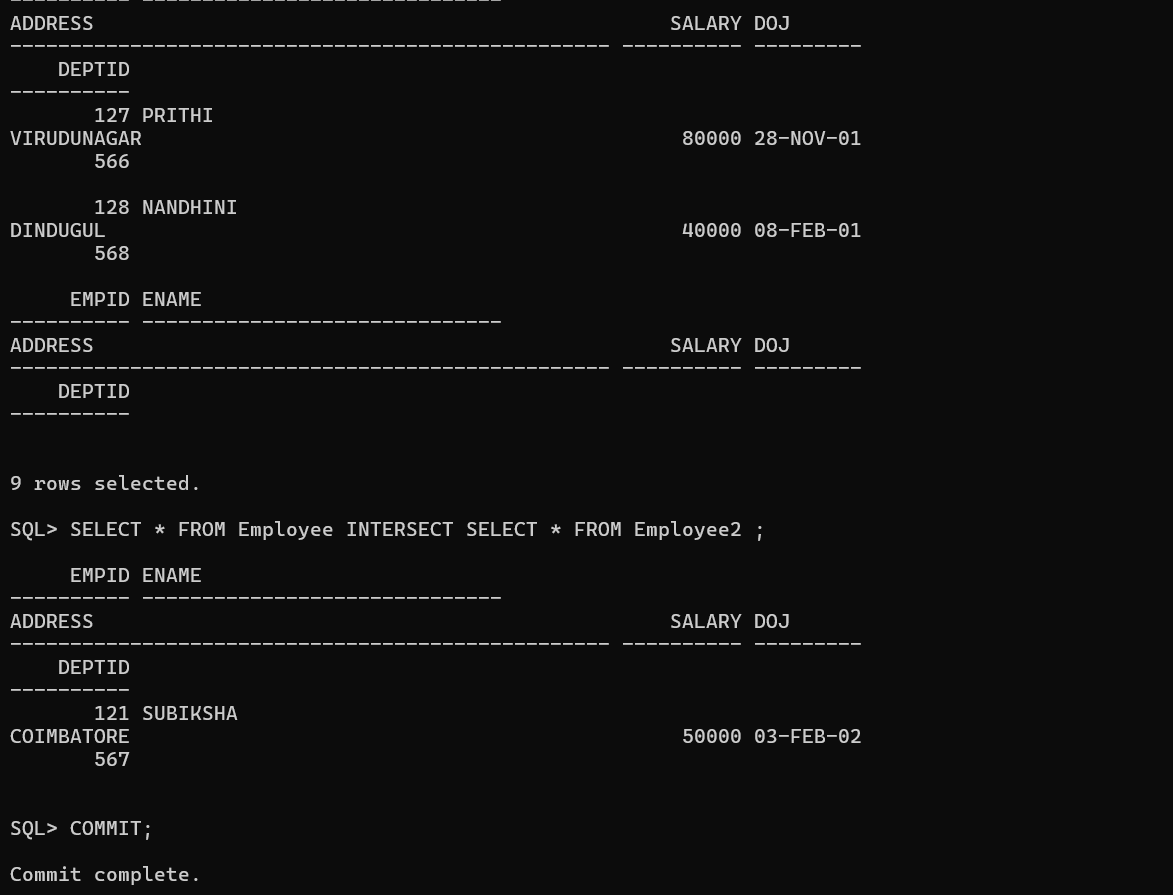 ---------- ------------------------------
ADDRESS                                                SALARY DOJ
-------------------------------------------------- ---------- ---------
    DEPTID
----------
       127 PRITHI
VIRUDUNAGAR                                             80000 28-NOV-01
       566

       128 NANDHINI
DINDUGUL                                                40000 08-FEB-01
       568

     EMPID ENAME
---------- ------------------------------
ADDRESS                                                SALARY DOJ
-------------------------------------------------- ---------- ---------
    DEPTID
----------


9 rows selected.

SQL> SELECT * FROM Employee INTERSECT SELECT * FROM Employee2 ;

     EMPID ENAME
---------- ------------------------------
ADDRESS                                                SALARY DOJ
-------------------------------------------------- ---------- ---------
    DEPTID
----------
       121 SUBIKSHA
COIMBATORE                                              50000 03-FEB-02
       567


SQL> COMMIT;

Commit complete.